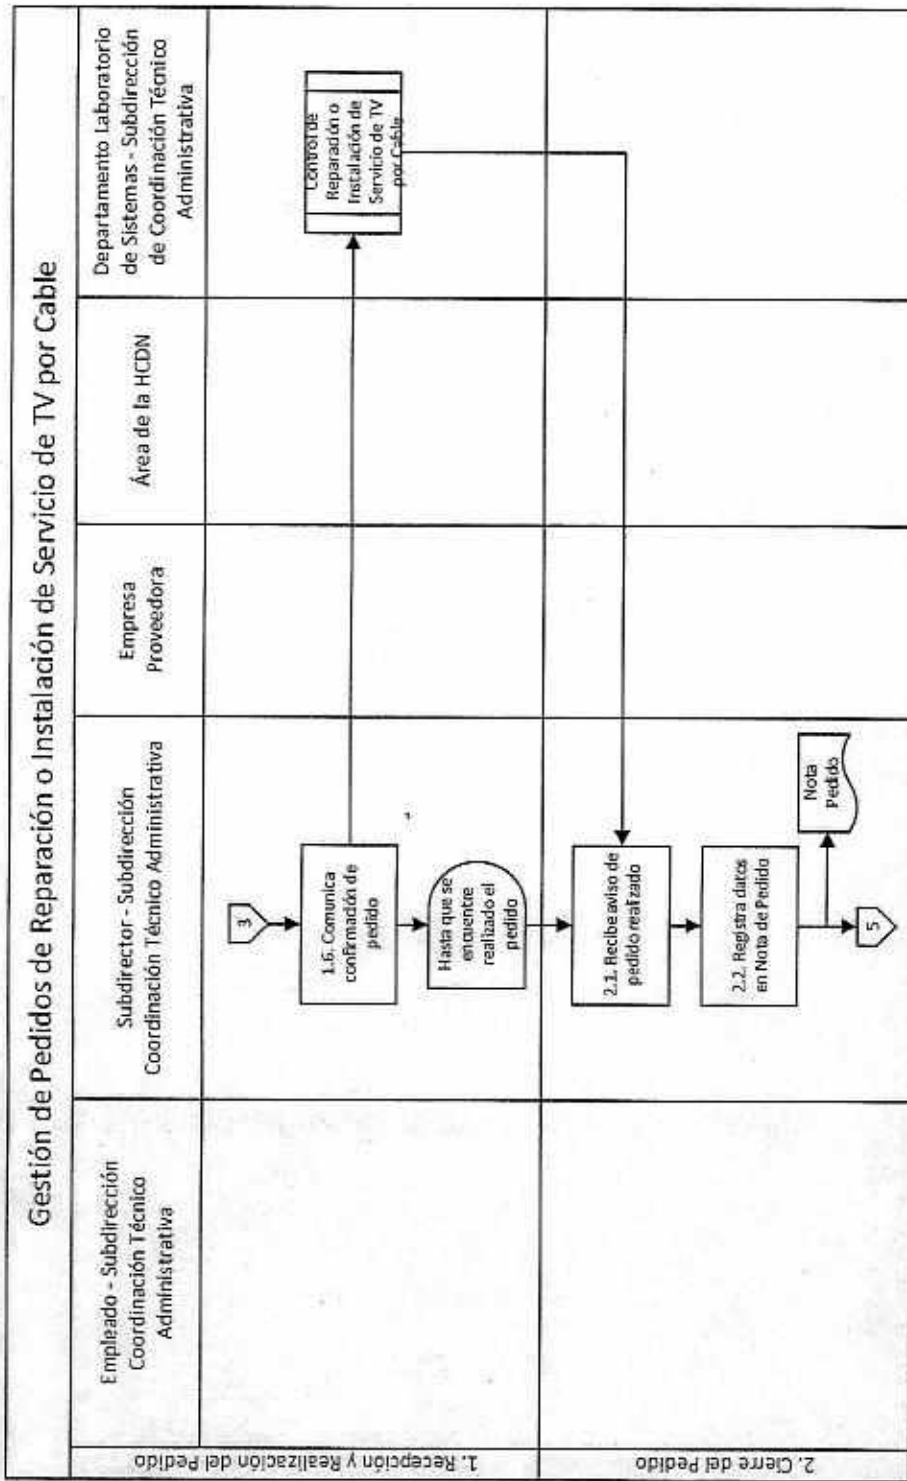 Gestión de Pedidos de Reparación o Instalación de Servicio de TV por Cable
Empleado - Subdirección
Coordinación Técnico
Administrativa
Subdirector - Subdirección
Coordinación Técnico Administrativa
Empresa
Proveedora
Área de la HCDN
Departamento Laboratorio
de Sistemas - Subdirección
de Coordinación Técnico
Administrativa
1. Recepción y Realización del Pedido
3
1.6. Comunica
confirmación de
pedido
Control de
Reparación o
Instalación de
Servicio de TV
por Cable
Hasta que se
encuentre
realizado el
pedido
2. Cierre del Pedido
2.1. Recibe aviso de
pedido realizado
2.2. Registra datos
en Nota de Pedido
Nota
Pedido
5